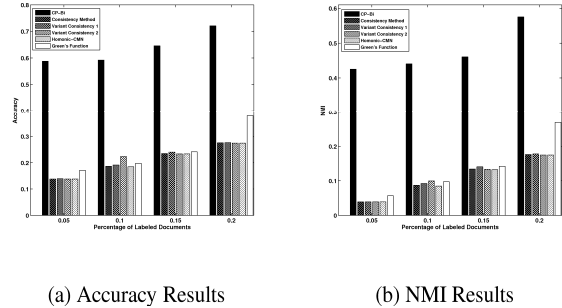 0.8
0.7
0.6
0.5
0.4
0.3
0.2
0.1
0
Accuracy
CP-Bi
Consistency Method
Variant Consistency 1
Variant Consistency 2
Homonic-CMN
Green's Function
0.05 0.1 0.15 0.2
Percentage of Labeled Documents
0.6
0.5
0.4
0.3
0.2
0.1
0
NMI
CP-Bi
Consistency Method
Variant Consistency 1
Variant Consistency 2
Homonic-CMN
Green's Function
0.05 0.1 0.15 0.2
Percentage of Labeled Documents
(a) Accuracy Results
(b) NMI Results